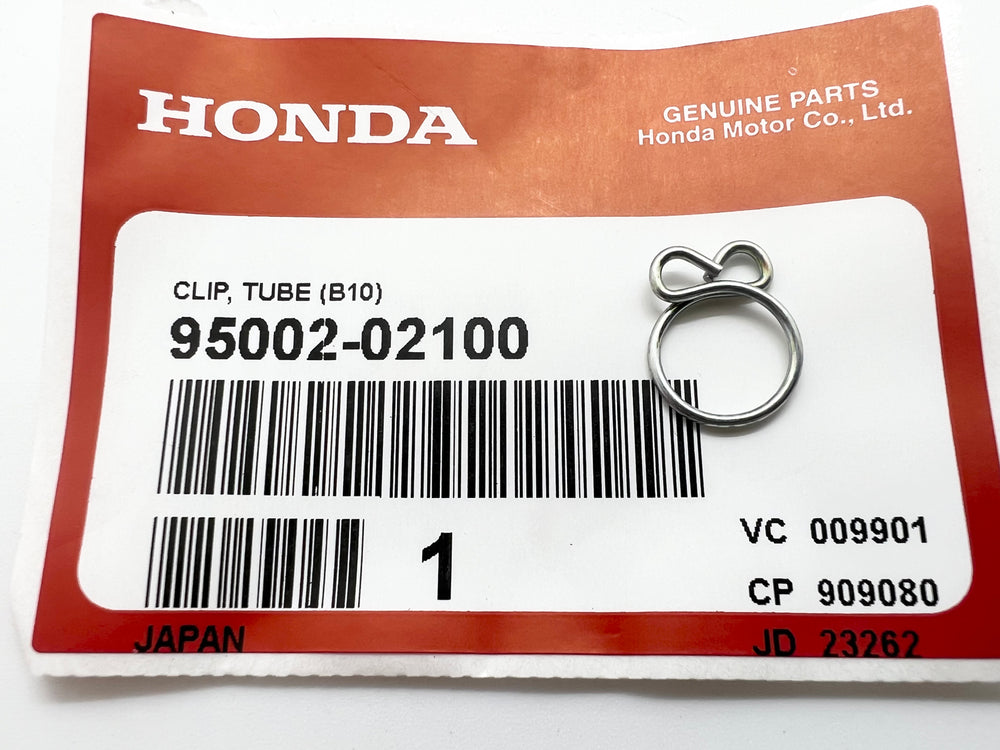 HONDA
GENUINE PARTS
Honda Motor Co., Ltd.
CLIP, TUBE (B10)
95002-02100
1
VC 009901
CP 909080
JAPAN
JD 23262